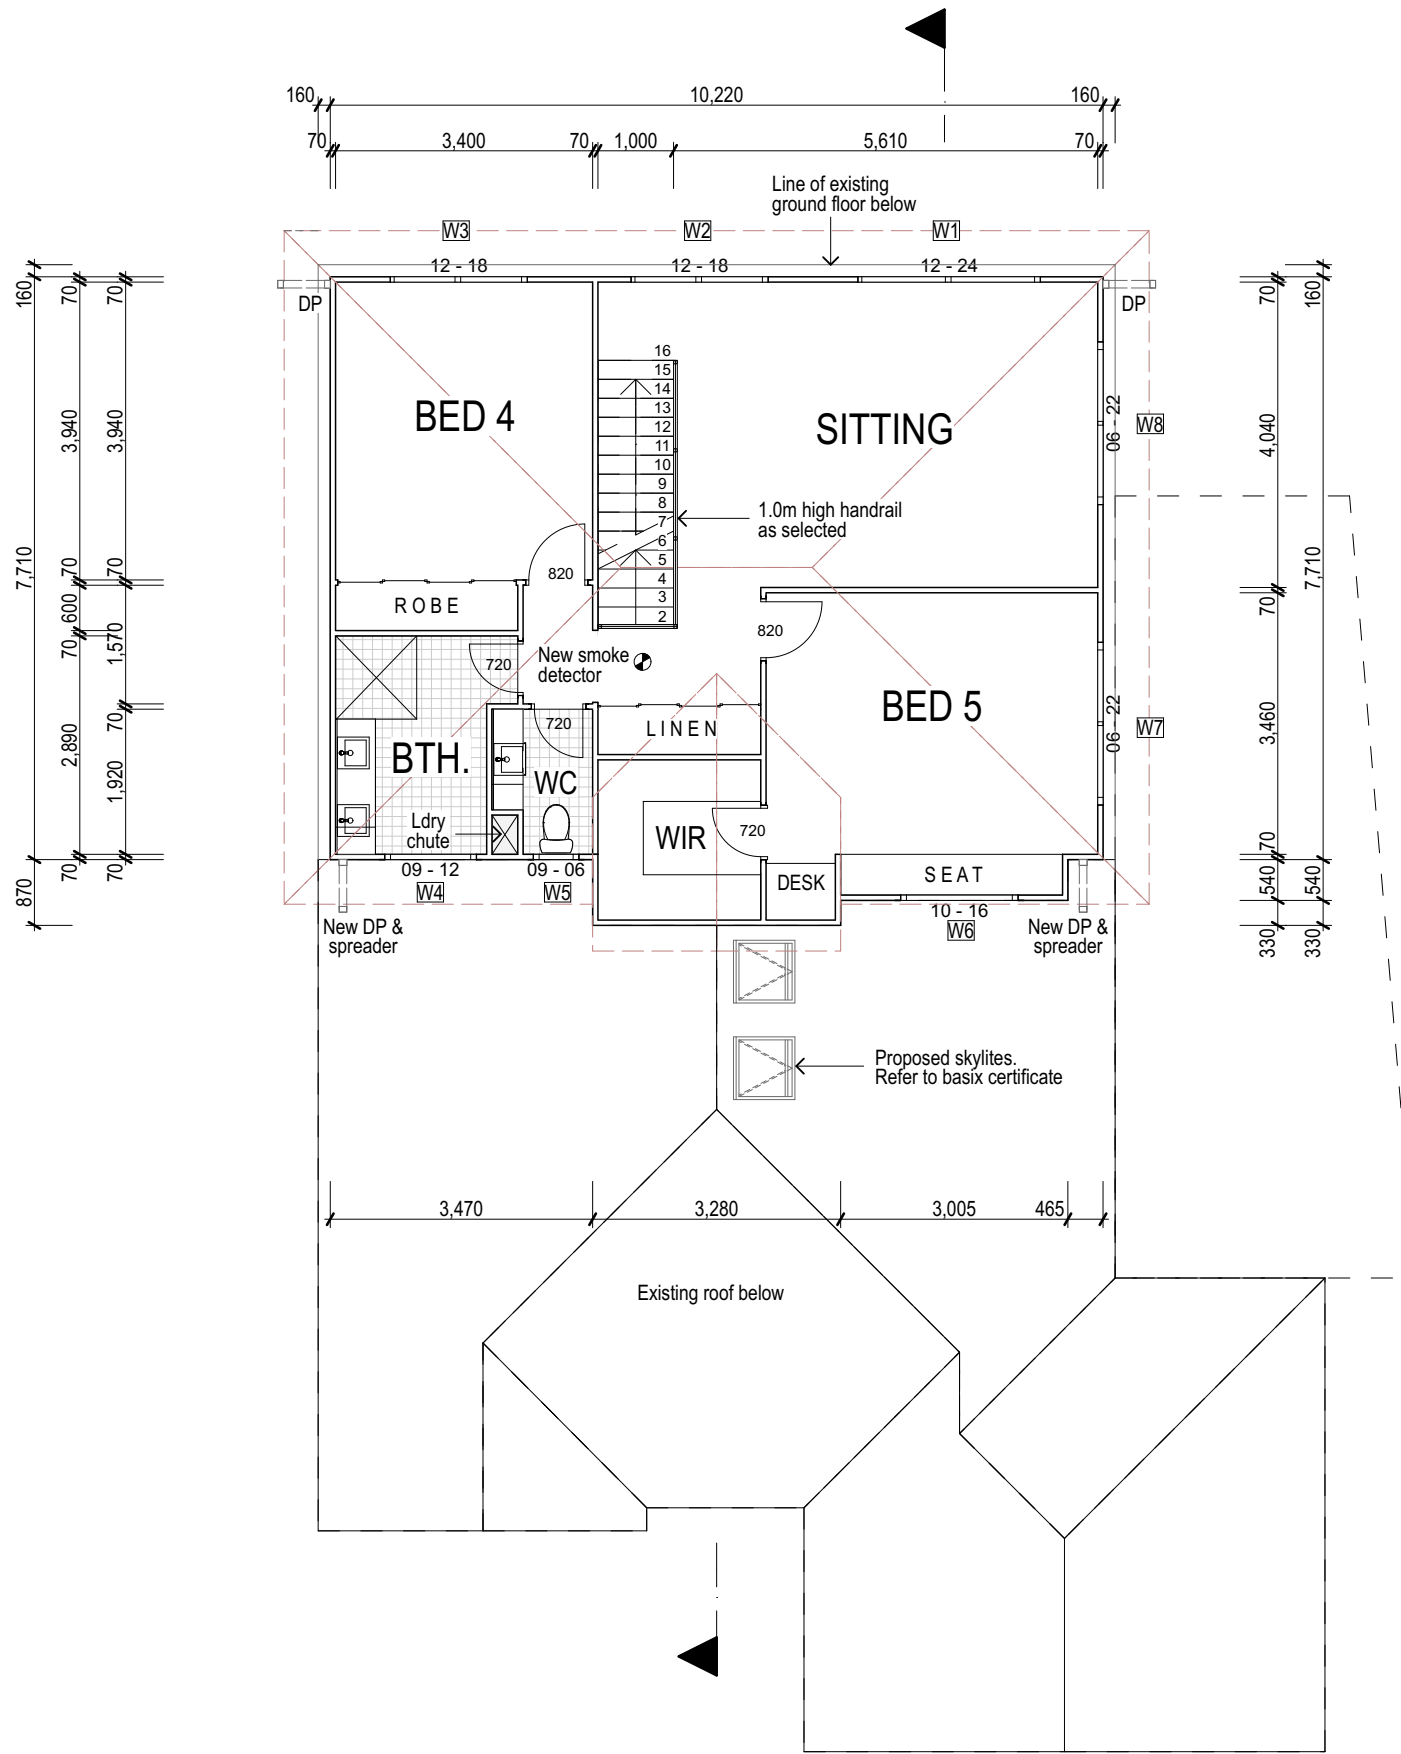 160
10,220
160
70
3,400
70
1,000
5,610
70
Line of existing
ground floor below
W3
W2
W1
12 - 18
12 - 18
12 - 24
DP
DP
160
70
70
70
160
3,940
3,940
4,040
7,710
7,710
70
70
600
70
1,570
70
70
2,890
1,920
3,460
70
70
70
870
540
540
330
330
BED 4
SITTING
16
15
14
13
12
11
10
9
8
7
6
5
4
3
2
1.0m high handrail
as selected
06 - 22
W8
820
ROBE
820
720
New smoke
detector
720
LINEN
BED 5
06 - 22
W7
BTH.
WC
Ldry
chute
WIR
720
DESK
SEAT
09 - 12
W4
09 - 06
W5
10 - 16
W6
New DP &
spreader
New DP &
spreader
Proposed skylites.
Refer to basix certificate
3,470
3,280
3,005
465
Existing roof below